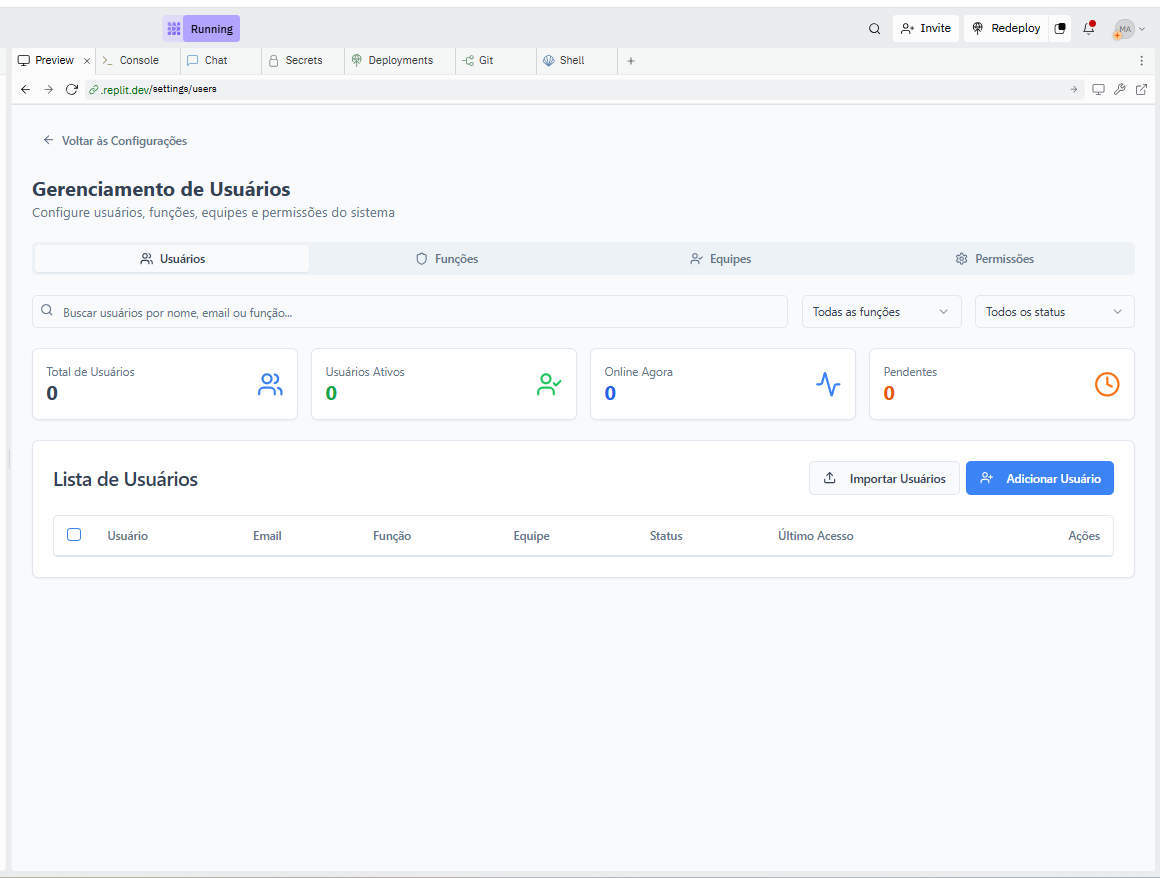 Running
Invite
Redeploy
MA
Preview
Console
Chat
Secrets
Deployments
Git
Shell
.replit.dev/settings/users
Voltar às Configurações
Gerenciamento de Usuários
Configure usuários, funções, equipes e permissões do sistema
Usuários
Funções
Equipes
Permissões
Buscar usuários por nome, email ou função...
Todas as funções
Todos os status
Total de Usuários
0
Usuários Ativos
0
Online Agora
0
Pendentes
0
Lista de Usuários
Importar Usuários
Adicionar Usuário
Usuário Email Função Equipe Status Último Acesso Ações